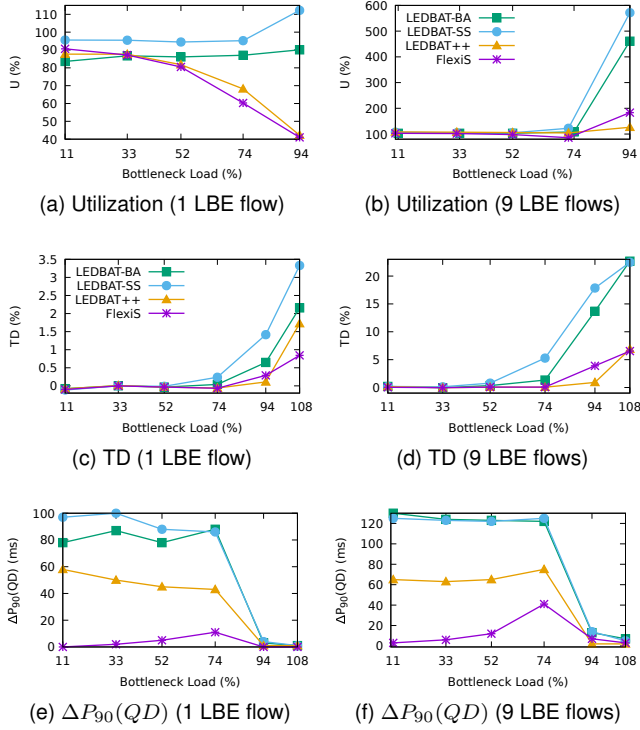 110
100
90
80
70
60
50
40
U (%)
11 33 52 74 94
Bottleneck Load (%)
(a) Utilization (1 LBE flow)
600
500
400
300
200
100
U (%)
LEDBAT-BA
LEDBAT-SS
LEDBAT++
FlexiS
11 33 52 74 94
Bottleneck Load (%)
(b) Utilization (9 LBE flows)
3.5
3
2.5
2
1.5
1
0.5
0
TD (%)
LEDBAT-BA
LEDBAT-SS
LEDBAT++
FlexiS
11 33 52 74 94 108
Bottleneck Load (%)
(c) TD (1 LBE flow)
20
15
10
5
0
TD (%)
11 33 52 74 94 108
Bottleneck Load (%)
(d) TD (9 LBE flows)
100
80
60
40
20
0
ΔP₉₀(QD) (ms)
11 33 52 74 94 108
Bottleneck Load (%)
(e) ΔP₉₀(QD) (1 LBE flow)
120
100
80
60
40
20
0
ΔP₉₀(QD) (ms)
11 33 52 74 94 108
Bottleneck Load (%)
(f) ΔP₉₀(QD) (9 LBE flows)